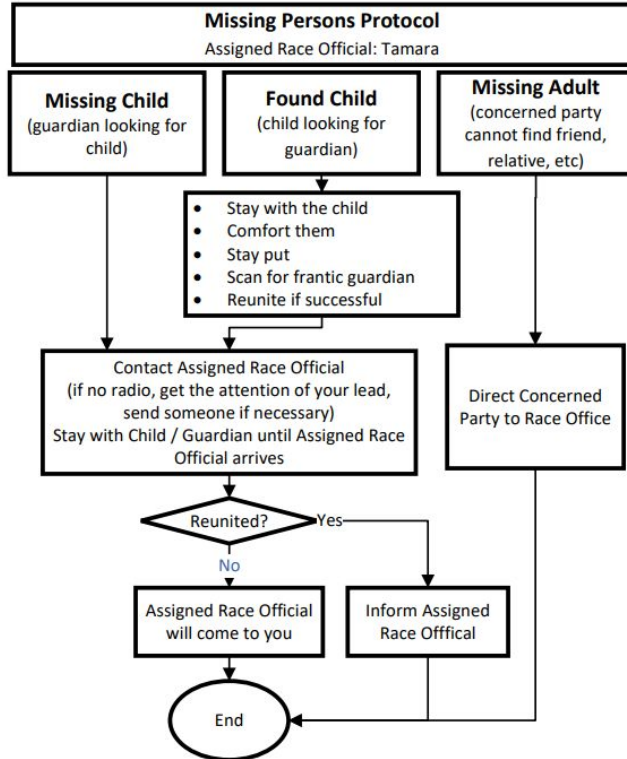 Missing Persons Protocol
Assigned Race Official: Tamara
Missing Child
(guardian looking for
child)
Found Child
(child looking for
guardian)
Missing Adult
(concerned party
cannot find friend,
relative, etc)
• Stay with the child
• Comfort them
• Stay put
• Scan for frantic guardian
• Reunite if successful
Contact Assigned Race Official
(if no radio, get the attention of your lead,
send someone if necessary)
Stay with Child / Guardian until Assigned Race
Official arrives
Direct Concerned
Party to Race Office
Reunited?
Yes
No
Assigned Race Official
will come to you
Inform Assigned
Race Offfical
End